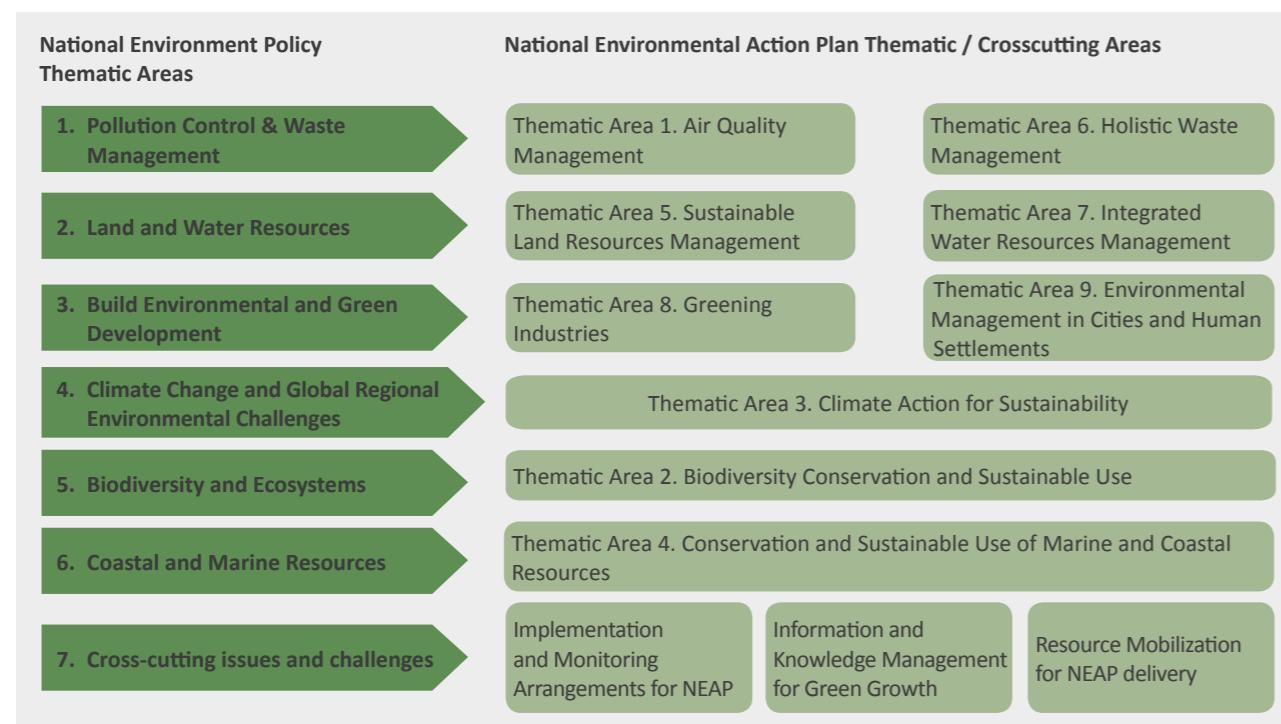 National Environment Policy
Thematic Areas
National Environmental Action Plan Thematic / Crosscutting Areas
1. Pollution Control & Waste
Management
Thematic Area 1. Air Quality
Management
Thematic Area 6. Holistic Waste
Management
2. Land and Water Resources
Thematic Area 5. Sustainable
Land Resources Management
Thematic Area 7. Integrated
Water Resources Management
3. Build Environmental and Green
Development
Thematic Area 8. Greening
Industries
Thematic Area 9. Environmental
Management in Cities and Human
Settlements
4. Climate Change and Global Regional
Environmental Challenges
Thematic Area 3. Climate Action for Sustainability
5. Biodiversity and Ecosystems
Thematic Area 2. Biodiversity Conservation and Sustainable Use
6. Coastal and Marine Resources
Thematic Area 4. Conservation and Sustainable Use of Marine and Coastal
Resources
7. Cross-cutting issues and challenges
Implementation
and Monitoring
Arrangements for NEAP
Information and
Knowledge Management
for Green Growth
Resource Mobilization
for NEAP delivery